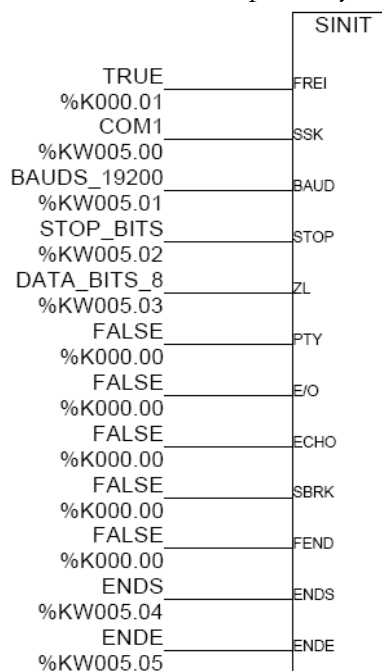 SINIT
TRUE FREI
%K000.01
COM1 SSK
%KW005.00
BAUDS_19200 BAUD
%KW005.01
STOP_BITS STOP
%KW005.02
DATA_BITS_8 ZL
%KW005.03
FALSE PTY
%K000.00
FALSE E/O
%K000.00
FALSE ECHO
%K000.00
FALSE SBRK
%K000.00
FALSE FEND
%K000.00
ENDS ENDS
%KW005.04
ENDE ENDE
%KW005.05